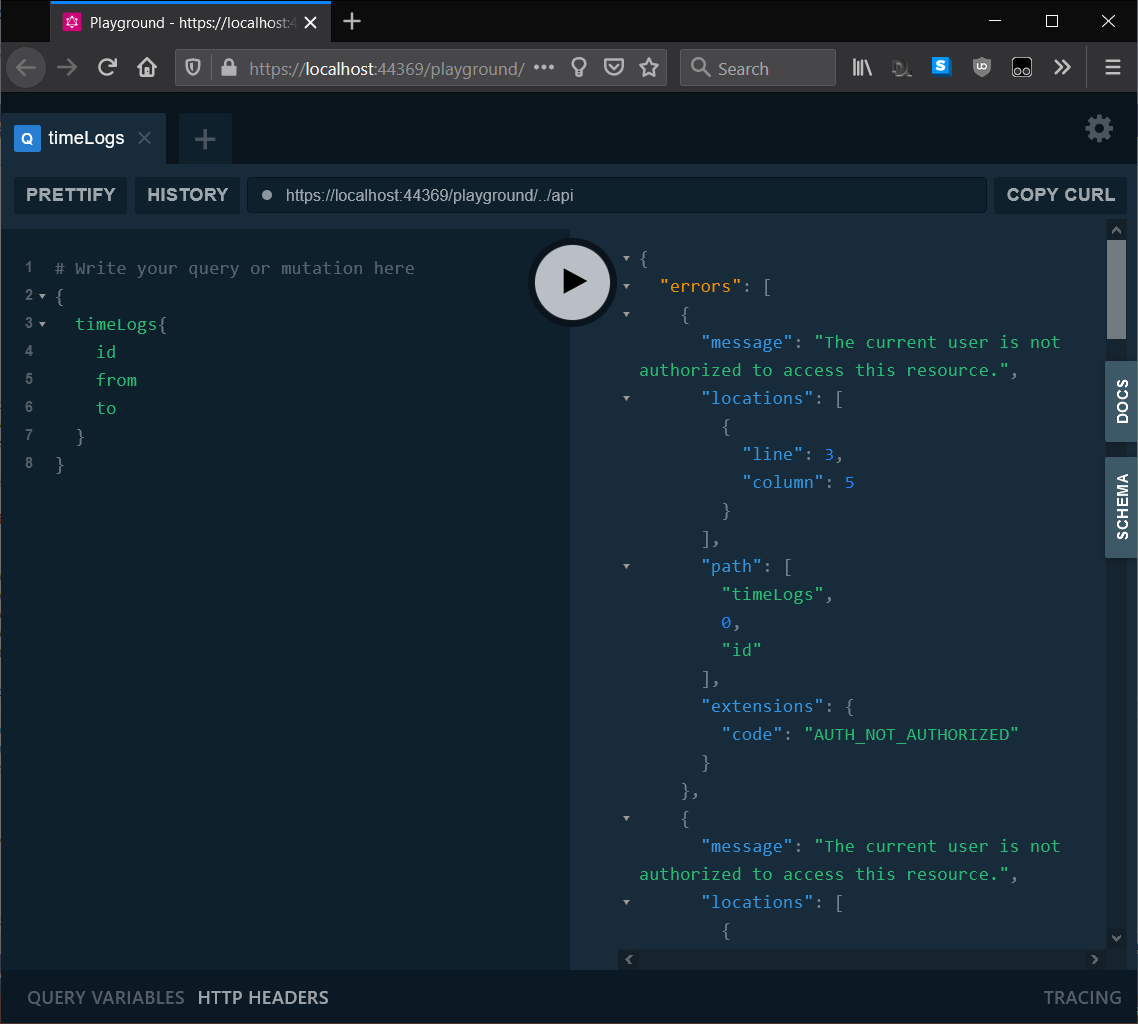 Playground - https://localhost:4
https://localhost:44369/playground/
Search
Q timeLogs
PRETTIFY
HISTORY
https://localhost:44369/playground/../api
COPY CURL
1 # Write your query or mutation here
2 {
3 timeLogs{
4 id
5 from
6 to
7 }
8 }
{
"errors": [
{
"message": "The current user is not
authorized to access this resource.",
"locations": [
{
"line": 3,
"column": 5
}
],
"path": [
"timeLogs",
0,
"id"
],
"extensions": {
"code": "AUTH_NOT_AUTHORIZED"
}
},
{
"message": "The current user is not
authorized to access this resource.",
"locations": [
{
DOCS
SCHEMA
QUERY VARIABLES
HTTP HEADERS
TRACING